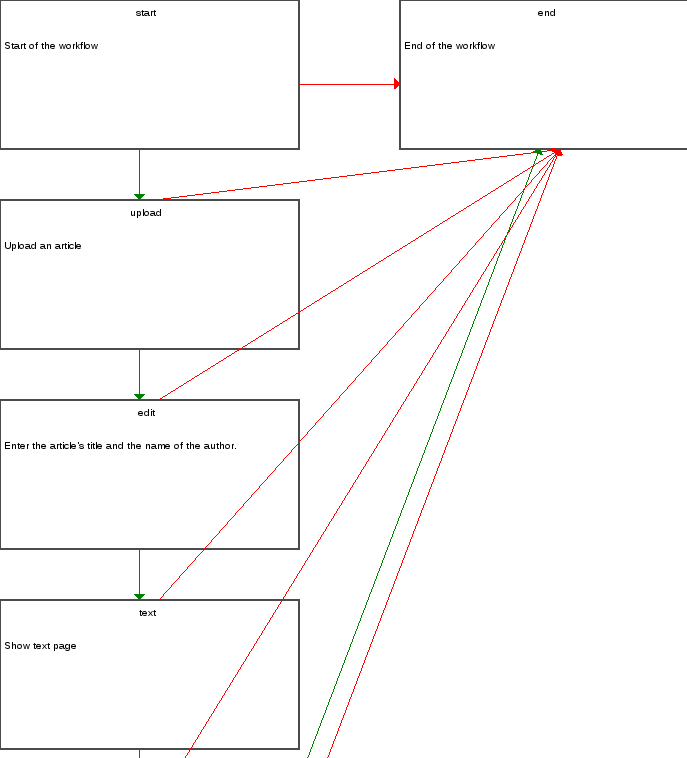 start
Start of the workflow
end
End of the workflow
upload
Upload an article
edit
Enter the article's title and the name of the author.
text
Show text page